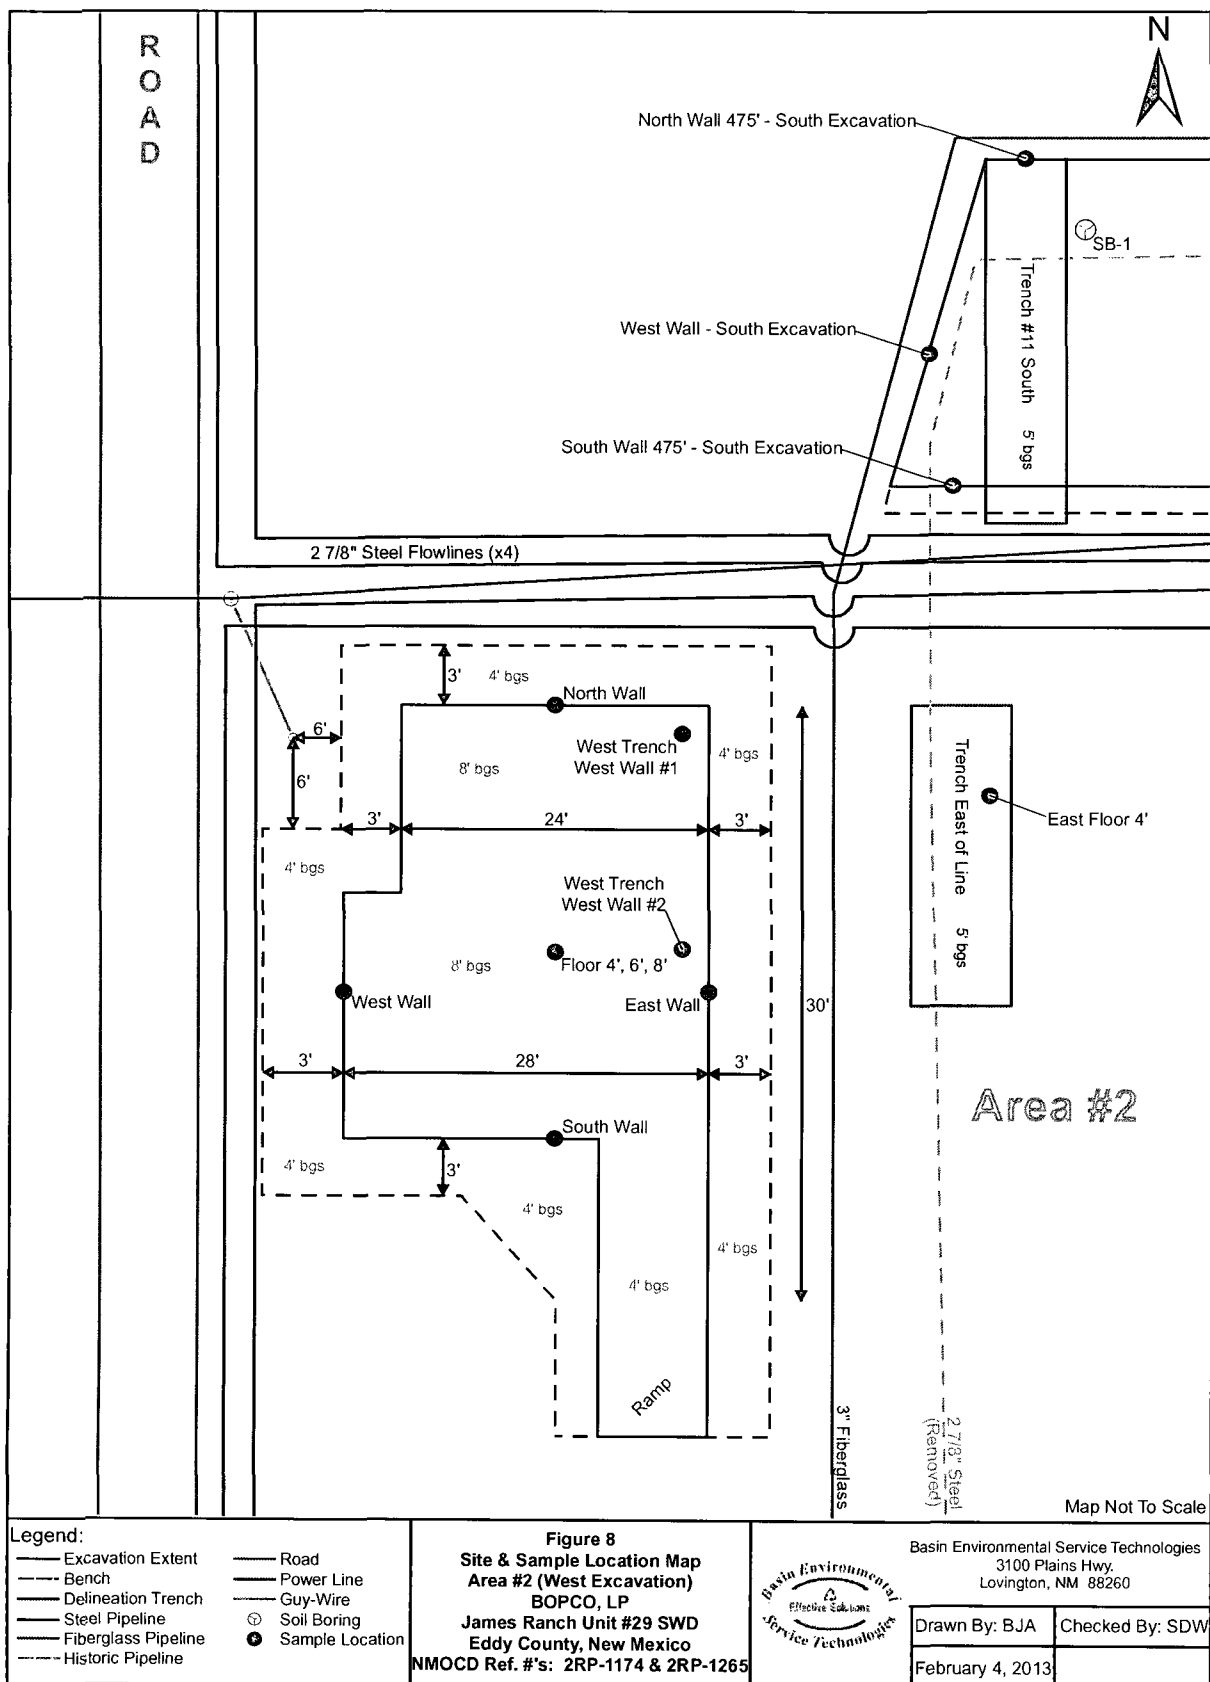 ROAD
N
North Wall 475' - South Excavation
SB-1
Trench #11 South 5' bgs
West Wall - South Excavation
South Wall 475' - South Excavation
2 7/8" Steel Flowlines (x4)
3'
4' bgs
North Wall
6'
6'
West Trench
West Wall #1
4' bgs
8' bgs
Trench East of Line 5' bgs
East Floor 4'
3'
24'
3'
4' bgs
West Trench
West Wall #2
8' bgs
Floor 4', 6', 8'
West Wall
East Wall
30'
3'
28'
3'
Area #2
South Wall
4' bgs
3'
4' bgs
4' bgs
4' bgs
Ramp
3" Fiberglass
2 7/8" Steel
(Removed)
Map Not To Scale
Legend:
Excavation Extent
Bench
Delineation Trench
Steel Pipeline
Fiberglass Pipeline
Historic Pipeline
Road
Power Line
Guy-Wire
Soil Boring
Sample Location
Figure 8
Site & Sample Location Map
Area #2 (West Excavation)
BOPCO, LP
James Ranch Unit #29 SWD
Eddy County, New Mexico
NMOCD Ref. #'s: 2RP-1174 & 2RP-1265
Basin Environmental
Effective Solutions
Service Technologies
Basin Environmental Service Technologies
3100 Plains Hwy.
Lovington, NM 88260
Drawn By: BJA
Checked By: SDW
February 4, 2013